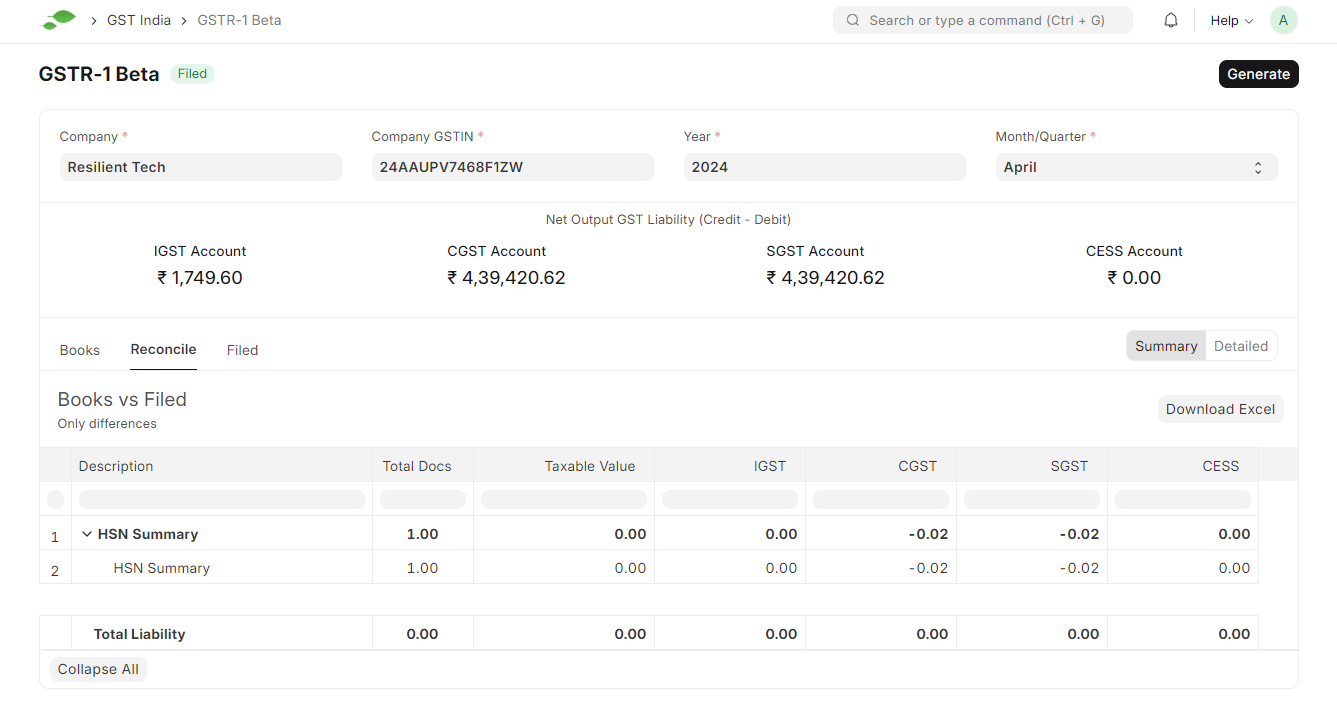 GST India GSTR-1 Beta Search or type a command (Ctrl + G) Help A
GSTR-1 Beta Filed Generate
Company * Company GSTIN * Year * Month/Quarter *
Resilient Tech 24AAUPV7468F1ZW 2024 April
Net Output GST Liability (Credit - Debit)
IGST Account CGST Account SGST Account CESS Account
₹ 1,749.60 ₹ 4,39,420.62 ₹ 4,39,420.62 ₹ 0.00
Books Reconcile Filed Summary Detailed
Books vs Filed
Only differences
Download Excel
Description Total Docs Taxable Value IGST CGST SGST CESS
1 HSN Summary 1.00 0.00 0.00 -0.02 -0.02 0.00
2 HSN Summary 1.00 0.00 0.00 -0.02 -0.02 0.00
Total Liability 0.00 0.00 0.00 0.00 0.00 0.00
Collapse All